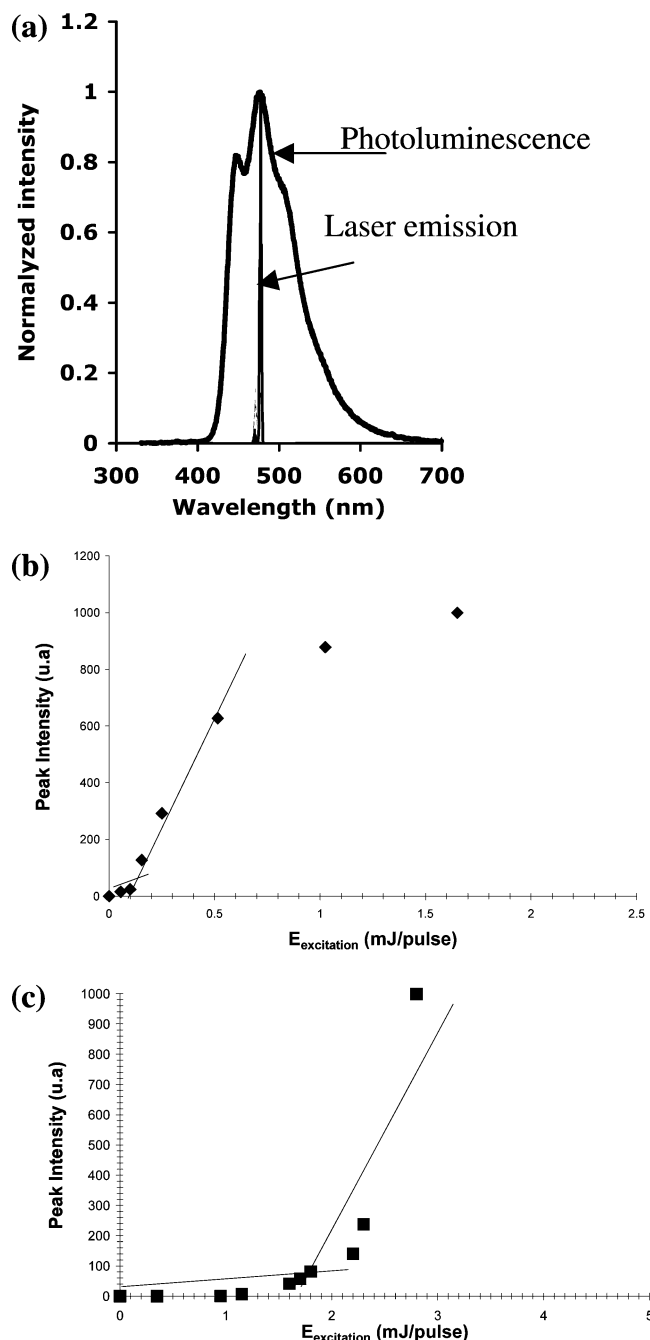 (a)
1.2
1
0.8
0.6
0.4
0.2
0
Normalyzed intensity
Photoluminescence
Laser emission
300 400 500 600 700
Wavelength (nm)
(b)
1200
1000
800
600
400
200
0
Peak Intensity (u.a)
0 0.5 1 1.5 2 2.5
Eexcitation (mJ/pulse)
(c)
1000
900
800
700
600
500
400
300
200
100
0
Peak Intensity (u.a)
0 1 2 3 4 5
Eexcitation (mJ/pulse)